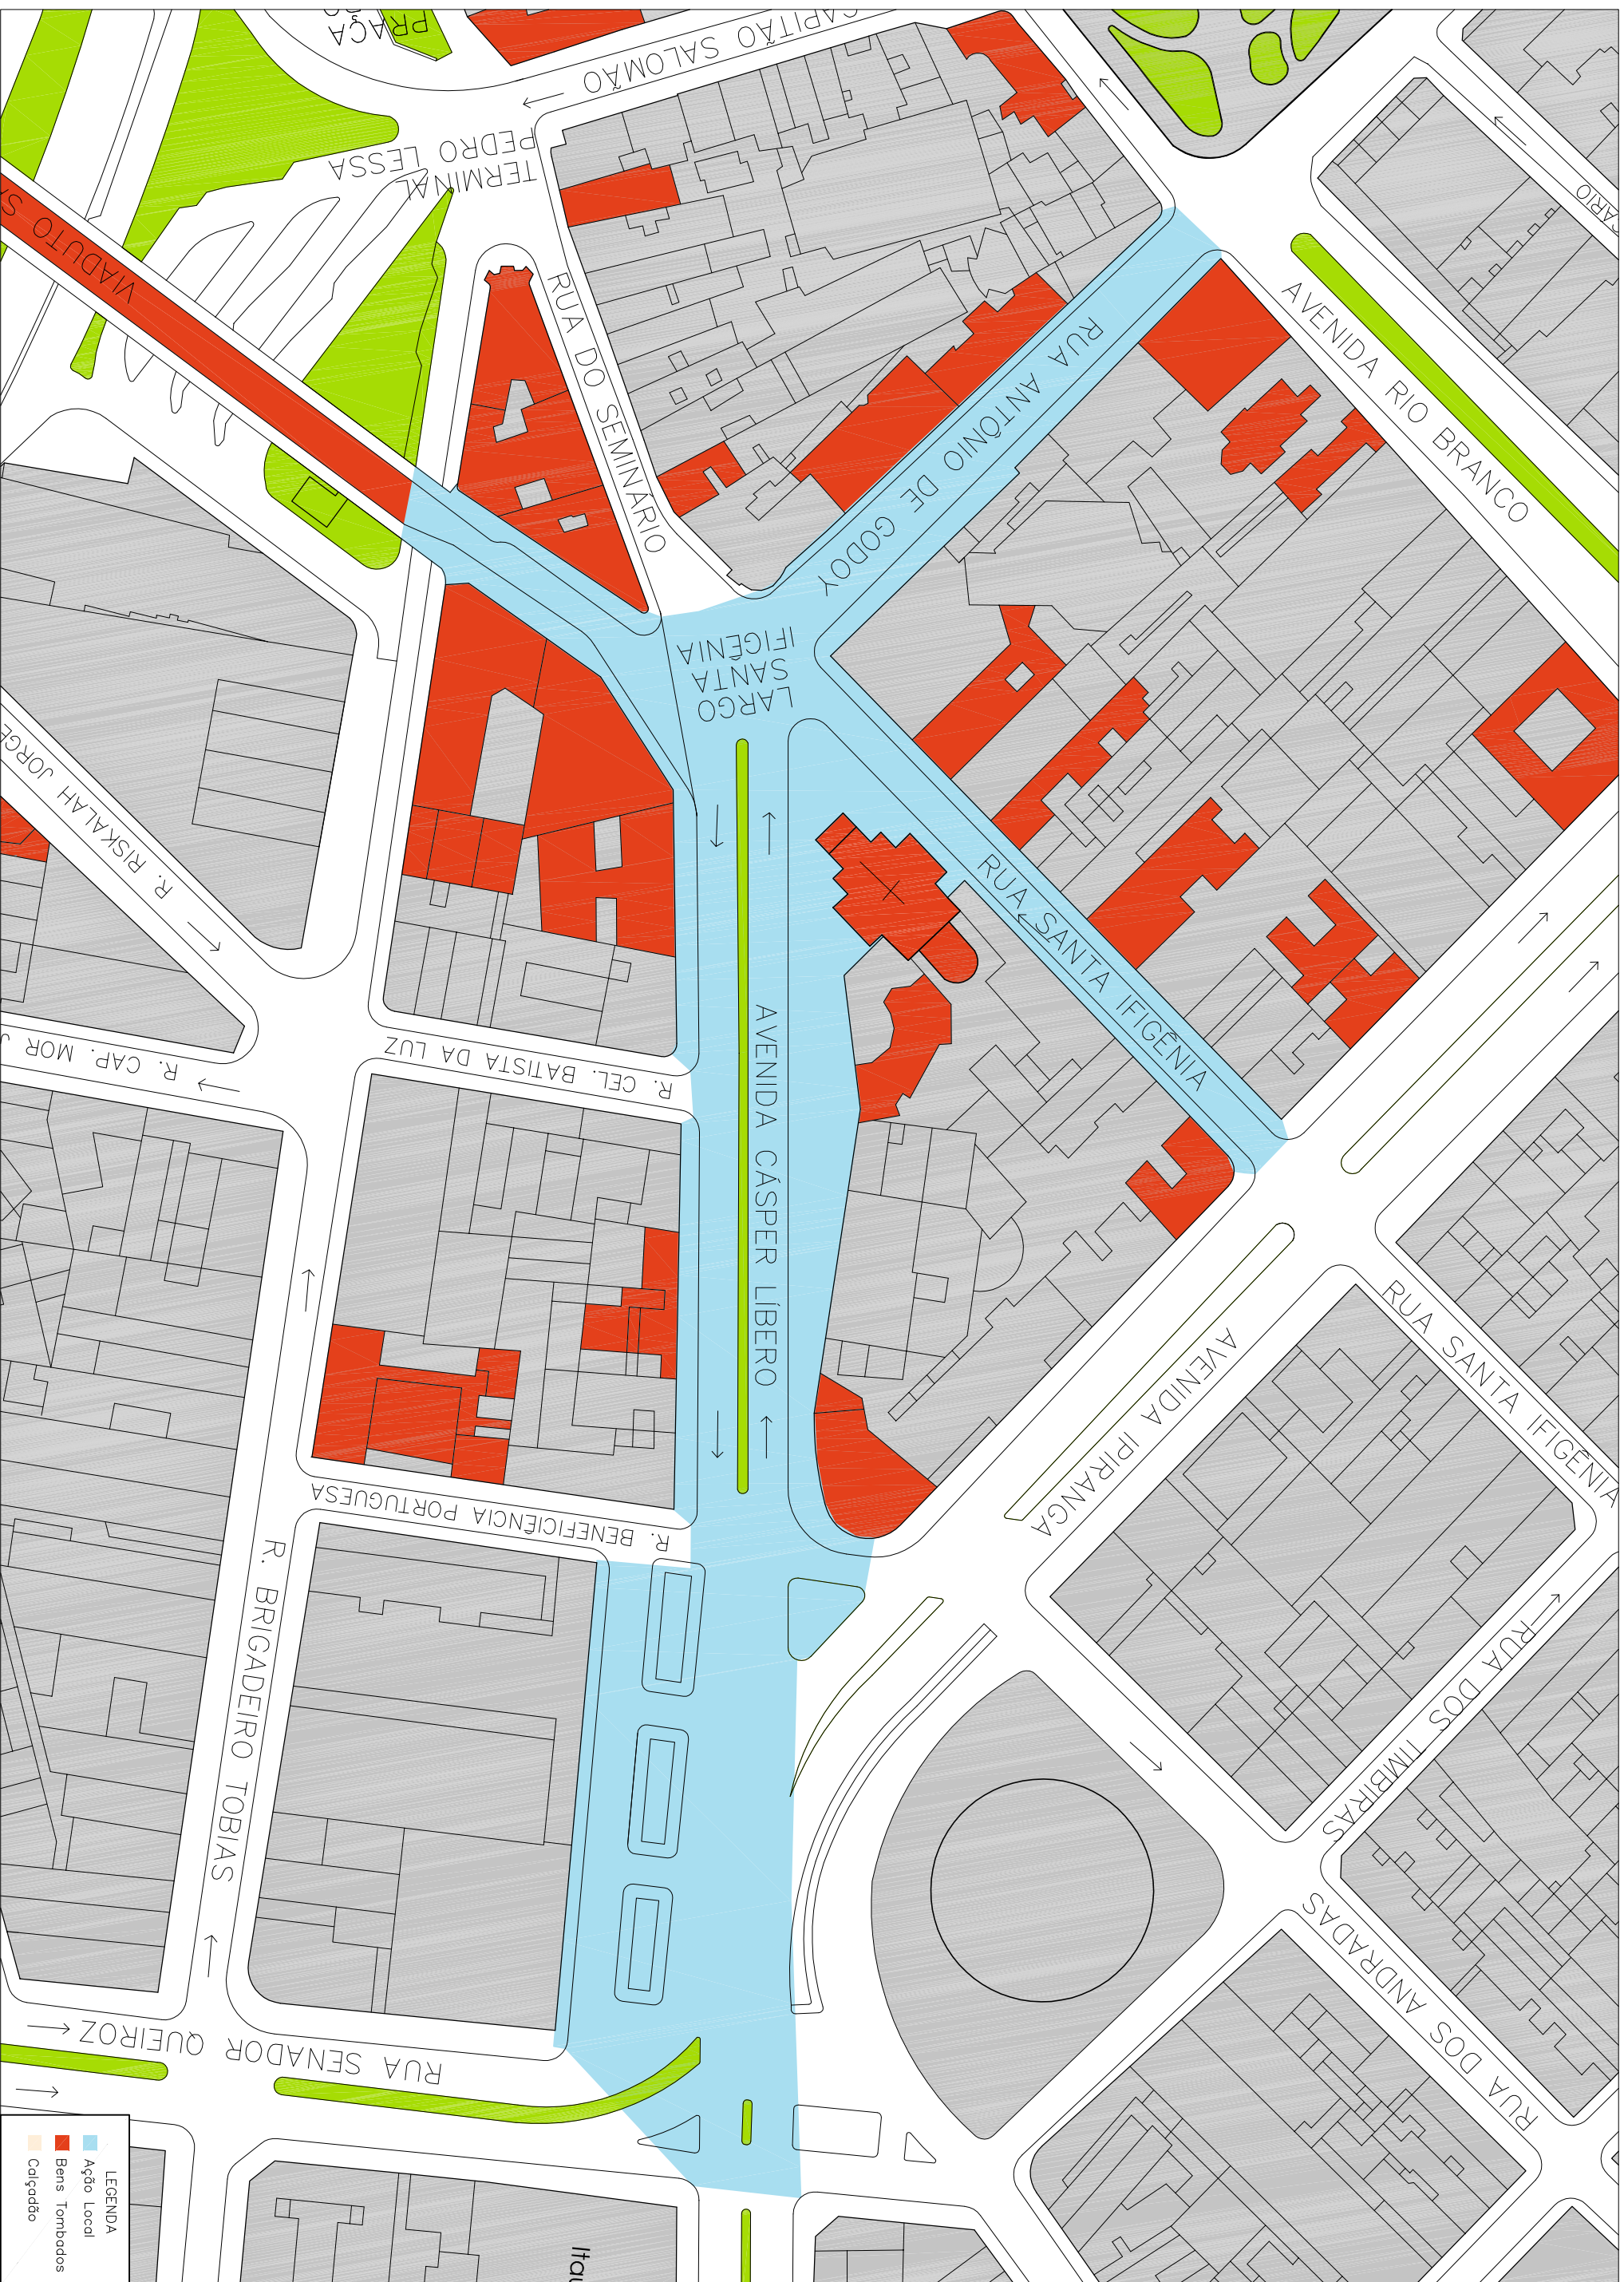 PRAÇA
CAPITÃO SALOMÃO
TERMINAL
PEDRO LESSA
VIADUTO
RUA DO SEMINÁRIO
RUA ANTÔNIO DE GODOY
AVENIDA RIO BRANCO
LARGO
SANTA
IFIGÊNIA
R. RISKALAH JORGE
RUA SANTA IFIGÊNIA
AVENIDA CÁSPER LÍBERO
R. CAP. MOR J
R. CEL. BATISTA DA LUZ
AVENIDA IPIRANGA
RUA SANTA IFIGÊNIA
R. BENEFICIÊNCIA PORTUGUESA
R. BRIGADEIRO TOBIAS
RUA DOS TIMBIRAS
RUA DOS ANDRADAS
RUA SENADOR QUEIROZ
LEGENDA
Ação Local
Bens Tombados
Calçadão